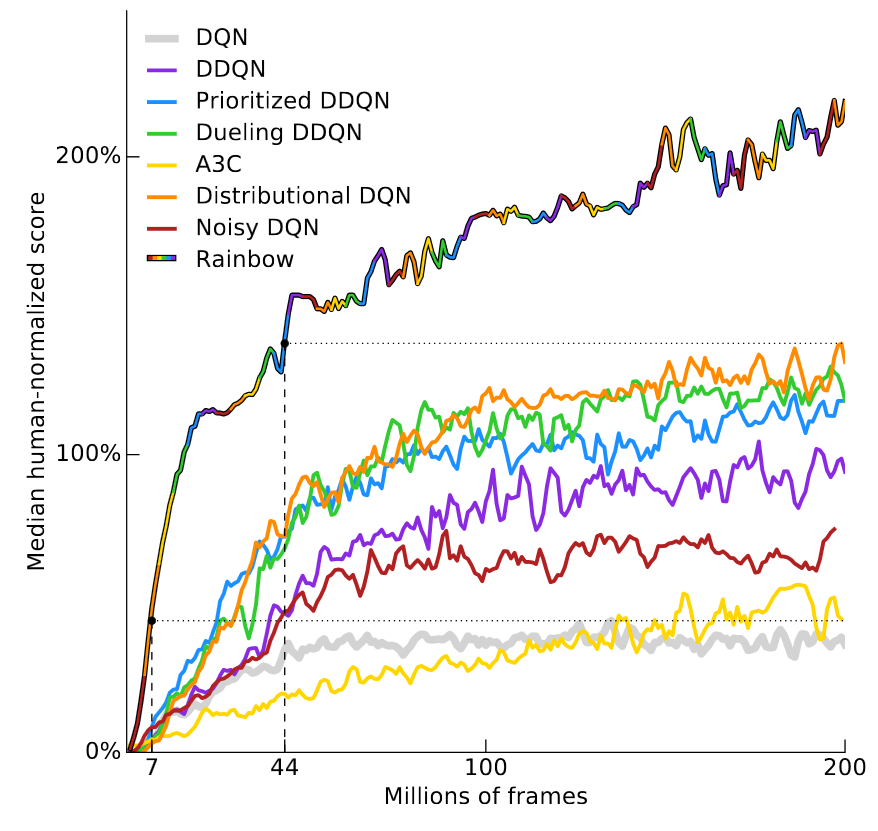 DQN
DDQN
Prioritized DDQN
Dueling DDQN
A3C
Distributional DQN
Noisy DQN
Rainbow
200%
100%
0%
Median human-normalized score
7 44 100 200
Millions of frames